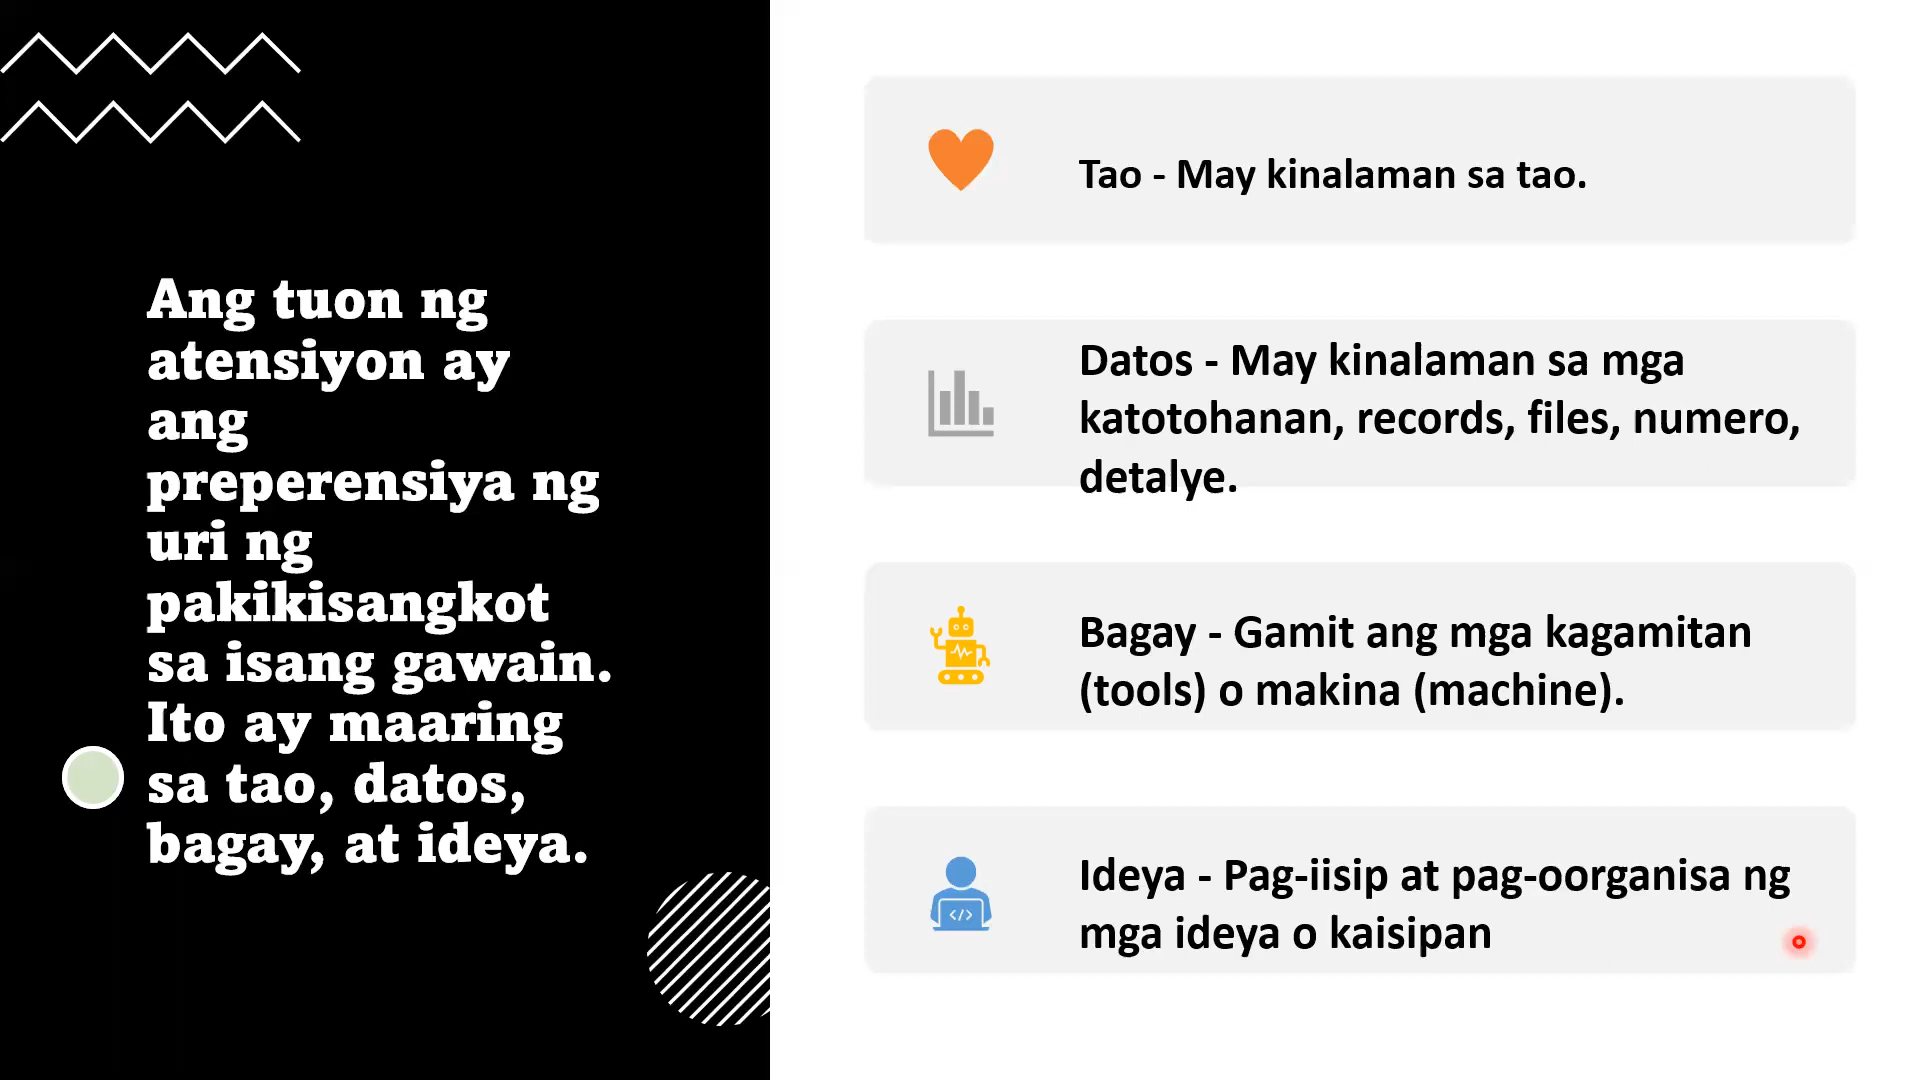 Ang tuon ng
atensiyon ay
ang
preperensiya ng
uri ng
pakikisangkot
sa isang gawain.
Ito ay maaring
sa tao, datos,
bagay, at ideya.
Tao - May kinalaman sa tao.
Datos - May kinalaman sa mga
katotohanan, records, files, numero,
detalye.
Bagay - Gamit ang mga kagamitan
(tools) o makina (machine).
Ideya - Pag-iisip at pag-oorganisa ng
mga ideya o kaisipan